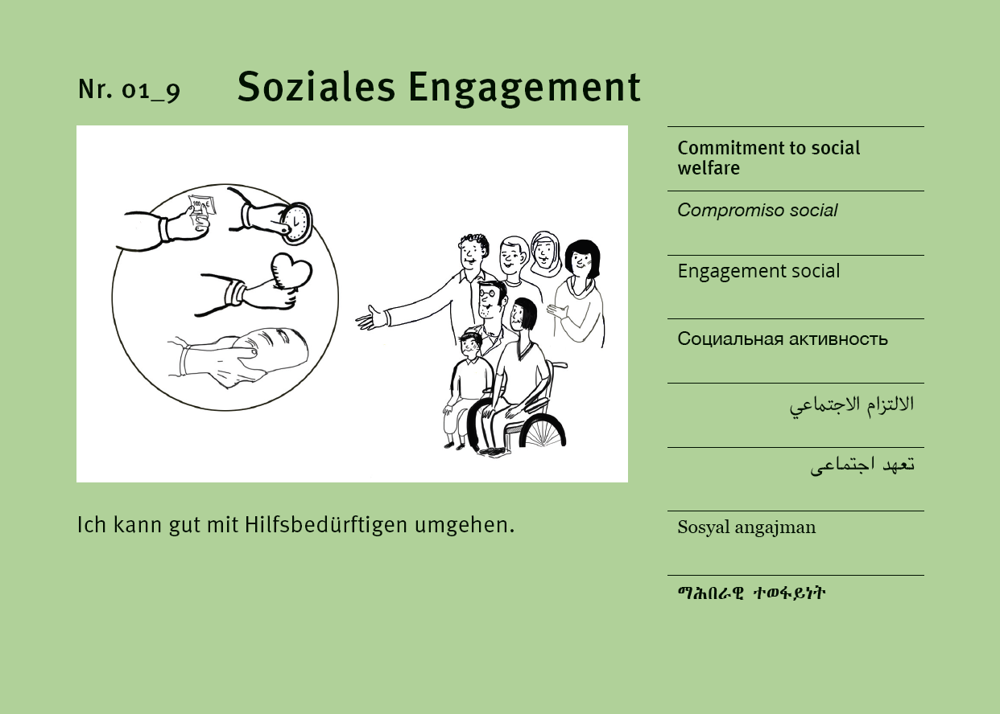 Nr. 01_9
Soziales Engagement
100 €
Commitment to social
welfare
Compromiso social
Engagement social
Социальная активность
الالتزام الاجتماعي
تعهد اجتماعی
Sosyal angajman
ማሕበራዊ ተወፋይነት
Ich kann gut mit Hilfsbedürftigen umgehen.